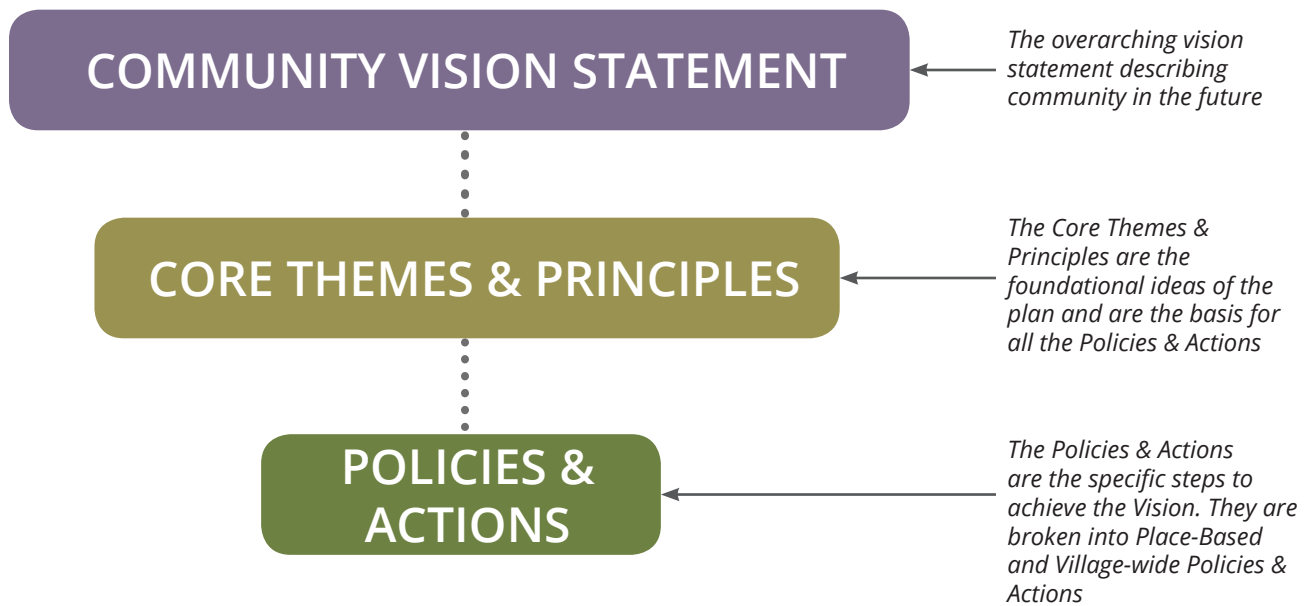 COMMUNITY VISION STATEMENT
The overarching vision
statement describing
community in the future
CORE THEMES & PRINCIPLES
The Core Themes &
Principles are the
foundational ideas of the
plan and are the basis for
all the Policies & Actions
POLICIES &
ACTIONS
The Policies & Actions
are the specific steps to
achieve the Vision. They are
broken into Place-Based
and Village-wide Policies &
Actions